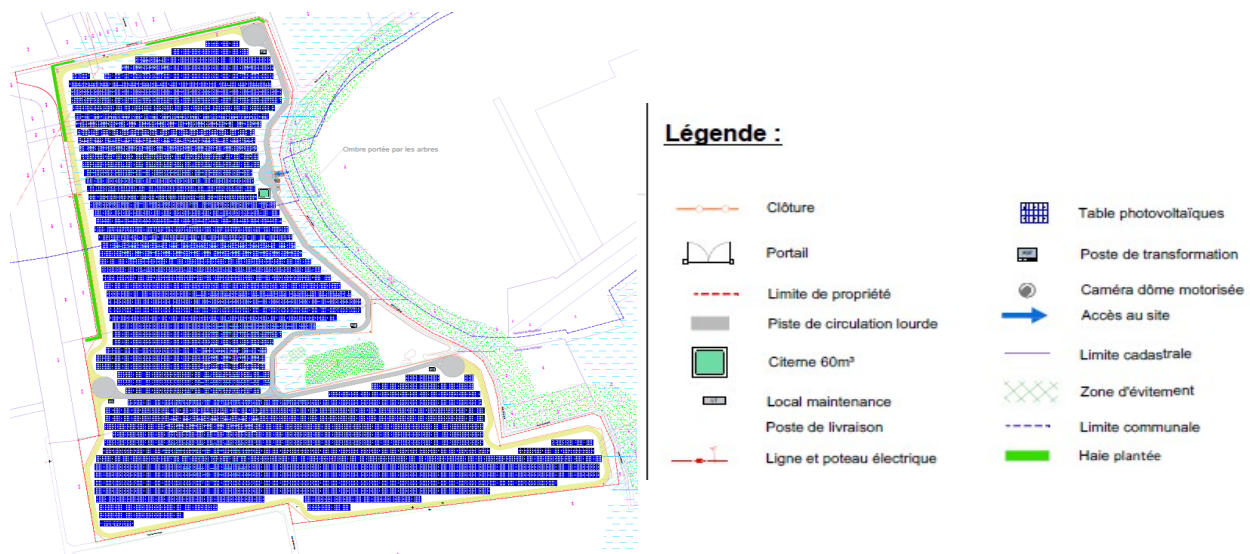 Ombre portée par les arbres
Légende :
Clôture
Portail
Limite de propriété
Piste de circulation lourde
Citerne 60m³
Local maintenance
Poste de livraison
Ligne et poteau électrique
Table photovoltaïques
Poste de transformation
Caméra dôme motorisée
Accès au site
Limite cadastrale
Zone d'évitement
Limite communale
Haie plantée